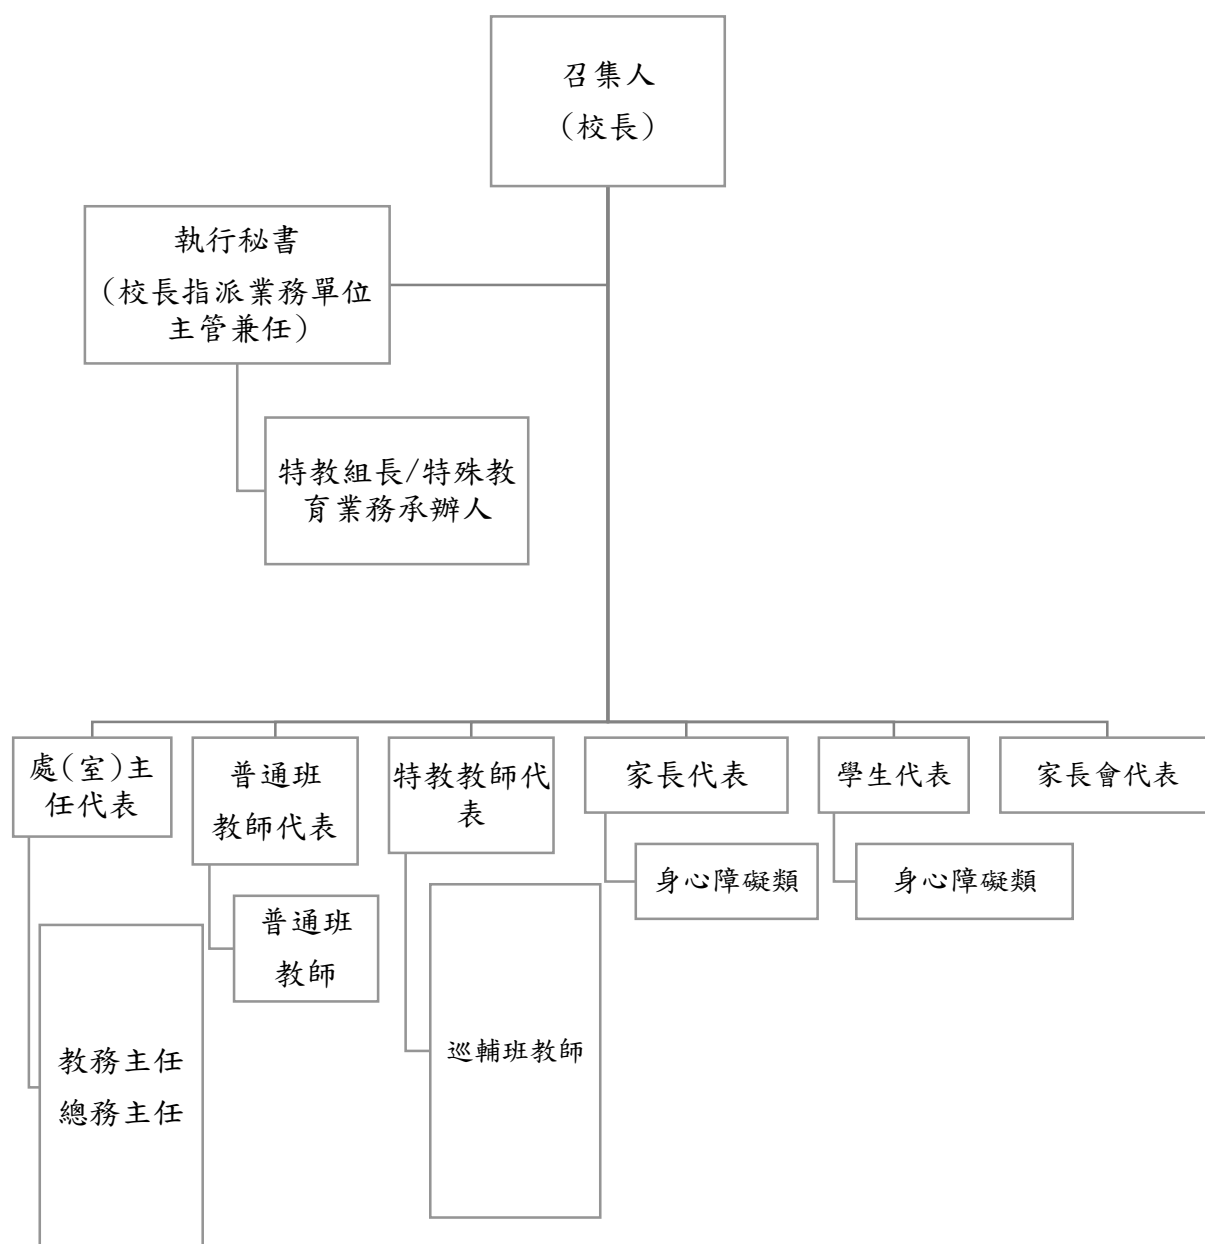 召集人
(校長)
執行秘書
(校長指派業務單位
主管兼任)
特教組長/特殊教
育業務承辦人
處(室)主
任代表
普通班
教師代表
特教教師代
表
家長代表
學生代表
家長會代表
身心障礙類
身心障礙類
普通班
教師
教務主任
總務主任
巡輔班教師